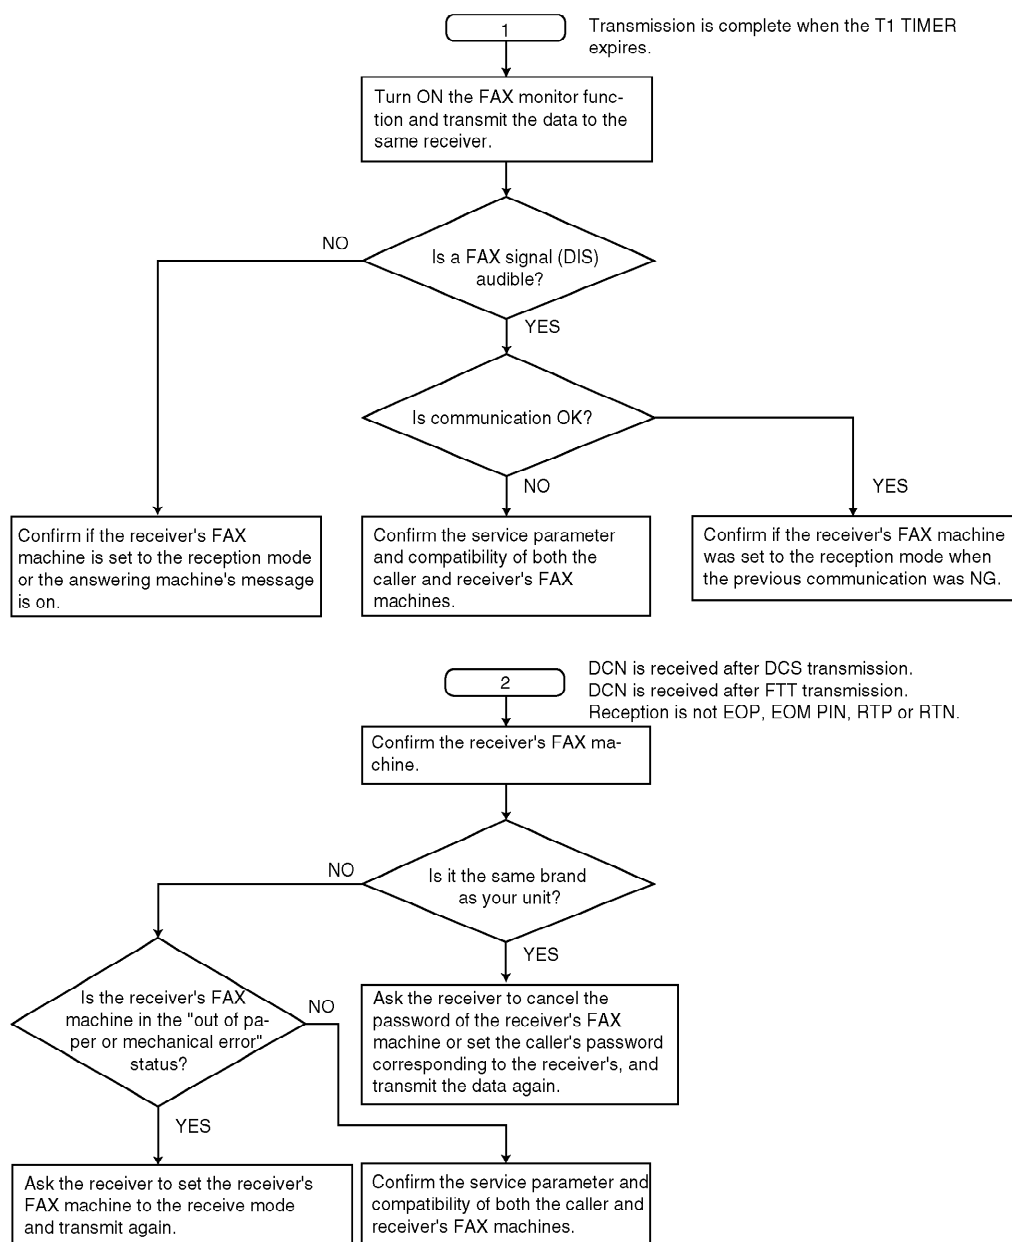 1
Transmission is complete when the T1 TIMER
expires.
Turn ON the FAX monitor func-
tion and transmit the data to the
same receiver.
NO
Is a FAX signal (DIS)
audible?
YES
Is communication OK?
NO
YES
Confirm if the receiver's FAX
machine is set to the reception mode
or the answering machine's message
is on.
Confirm the service parameter
and compatibility of both the
caller and receiver's FAX
machines.
Confirm if the receiver's FAX machine
was set to the reception mode when
the previous communication was NG.
2
DCN is received after DCS transmission.
DCN is received after FTT transmission.
Reception is not EOP, EOM PIN, RTP or RTN.
Confirm the receiver's FAX ma-
chine.
NO
Is it the same brand
as your unit?
YES
Is the receiver's FAX
machine in the "out of pa-
per or mechanical error"
status?
NO
YES
Ask the receiver to cancel the
password of the receiver's FAX
machine or set the caller's password
corresponding to the receiver's, and
transmit the data again.
Ask the receiver to set the receiver's
FAX machine to the receive mode
and transmit again.
Confirm the service parameter and
compatibility of both the caller and
receiver's FAX machines.